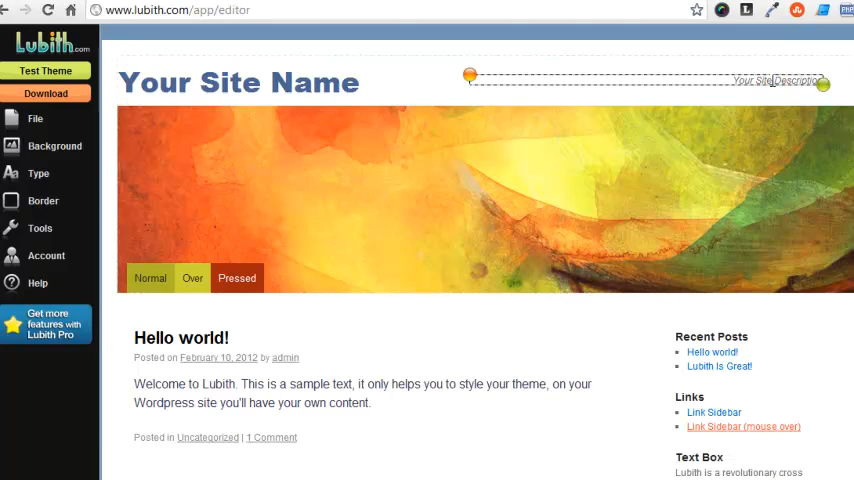 www.lubith.com/app/editor
Lubith.com
Test Theme
Download
File
Background
Type
Border
Tools
Account
Help
Get more
features with
Lubith Pro
Your Site Name
Your Site Description
Normal
Over
Pressed
Hello world!
Posted on February 10, 2012 by admin
Welcome to Lubith. This is a sample text, it only helps you to style your theme, on your
Wordpress site you'll have your own content.
Posted in Uncategorized | 1 Comment
Recent Posts
Hello world!
Lubith Is Great!
Links
Link Sidebar
Link Sidebar (mouse over)
Text Box
Lubith is a revolutionary cross